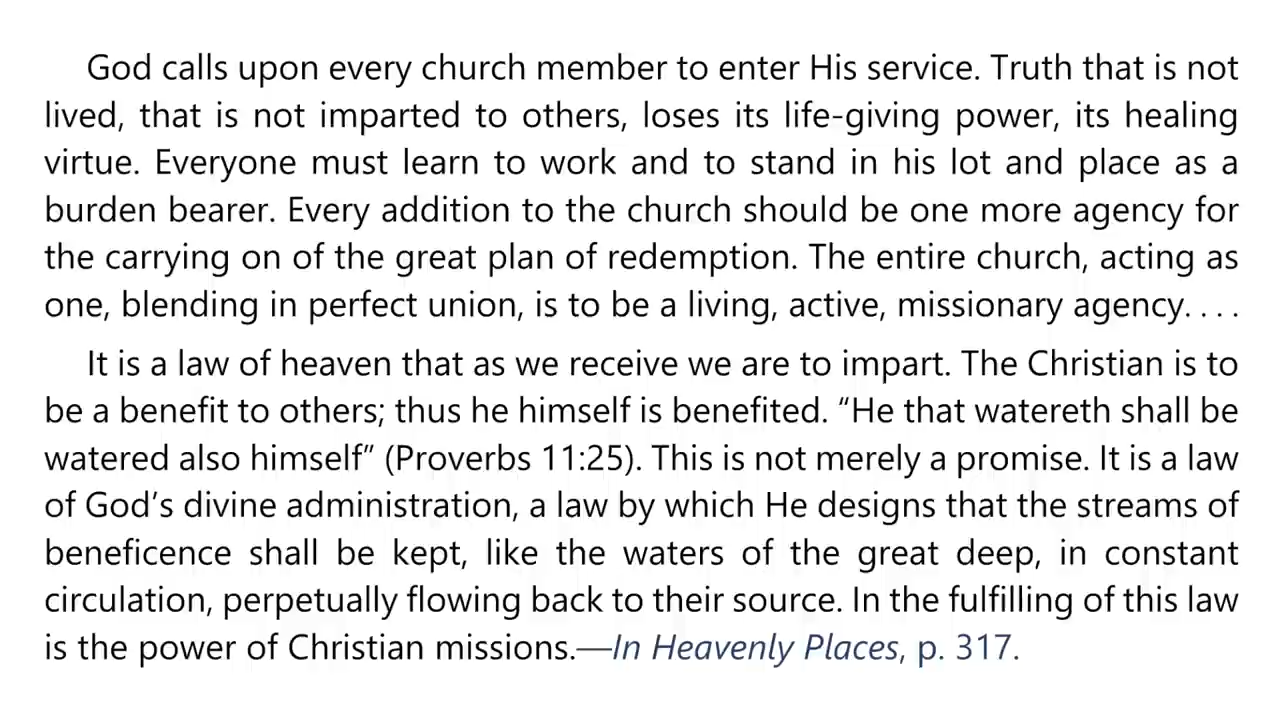 God calls upon every church member to enter His service. Truth that is not
lived, that is not imparted to others, loses its life-giving power, its healing
virtue. Everyone must learn to work and to stand in his lot and place as a
burden bearer. Every addition to the church should be one more agency for
the carrying on of the great plan of redemption. The entire church, acting as
one, blending in perfect union, is to be a living, active, missionary agency. . . .
It is a law of heaven that as we receive we are to impart. The Christian is to
be a benefit to others; thus he himself is benefited. “He that watereth shall be
watered also himself” (Proverbs 11:25). This is not merely a promise. It is a law
of God’s divine administration, a law by which He designs that the streams of
beneficence shall be kept, like the waters of the great deep, in constant
circulation, perpetually flowing back to their source. In the fulfilling of this law
is the power of Christian missions.—In Heavenly Places, p. 317.